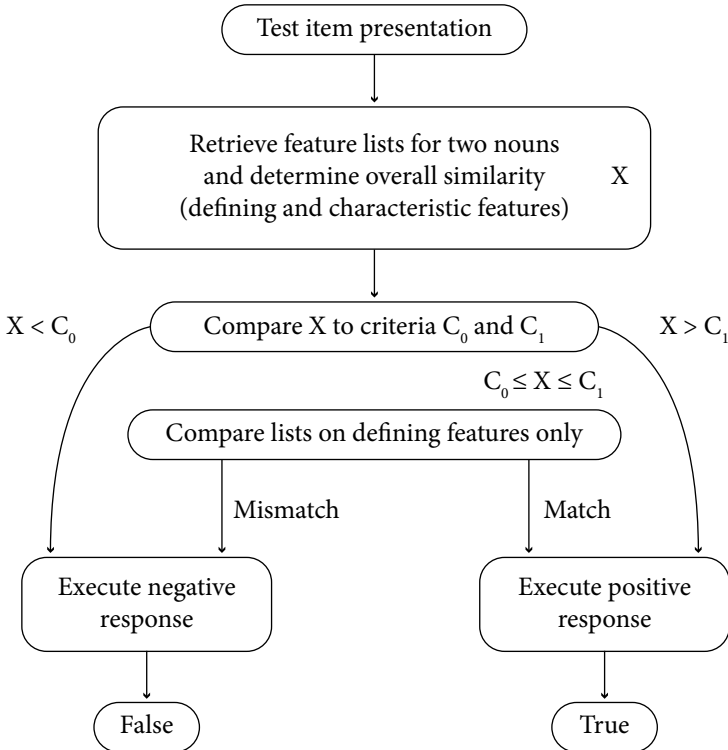 Test item presentation
Retrieve feature lists for two nouns
and determine overall similarity
(defining and characteristic features)
X
X < C₀
Compare X to criteria C₀ and C₁
X > C₁
C₀ ≤ X ≤ C₁
Compare lists on defining features only
Mismatch
Match
Execute negative
response
Execute positive
response
False
True